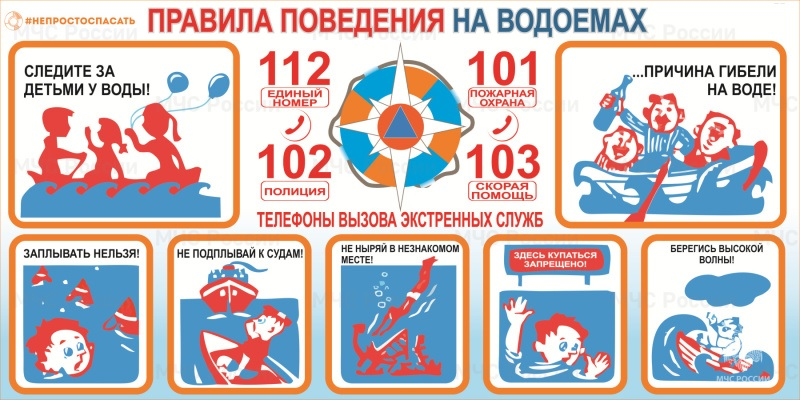 #НЕПРОСТОСПАСАТЬ
ПРАВИЛА ПОВЕДЕНИЯ НА ВОДОЕМАХ
СЛЕДИТЕ ЗА
ДЕТЬМИ У ВОДЫ!
112
ЕДИНЫЙ
НОМЕР
101
ПОЖАРНАЯ
ОХРАНА
102
ПОЛИЦИЯ
103
СКОРАЯ
ПОМОЩЬ
ТЕЛЕФОНЫ ВЫЗОВА ЭКСТРЕННЫХ СЛУЖБ
...ПРИЧИНА ГИБЕЛИ
НА ВОДЕ!
ЗАПЛЫВАТЬ НЕЛЬЗЯ!
НЕ ПОДПЛЫВАЙ К СУДАМ!
НЕ НЫРЯЙ В НЕЗНАКОМОМ
МЕСТЕ!
ЗДЕСЬ КУПАТЬСЯ
ЗАПРЕЩЕНО!
БЕРЕГИСЬ ВЫСОКОЙ
ВОЛНЫ!
МЧС РОССИИ